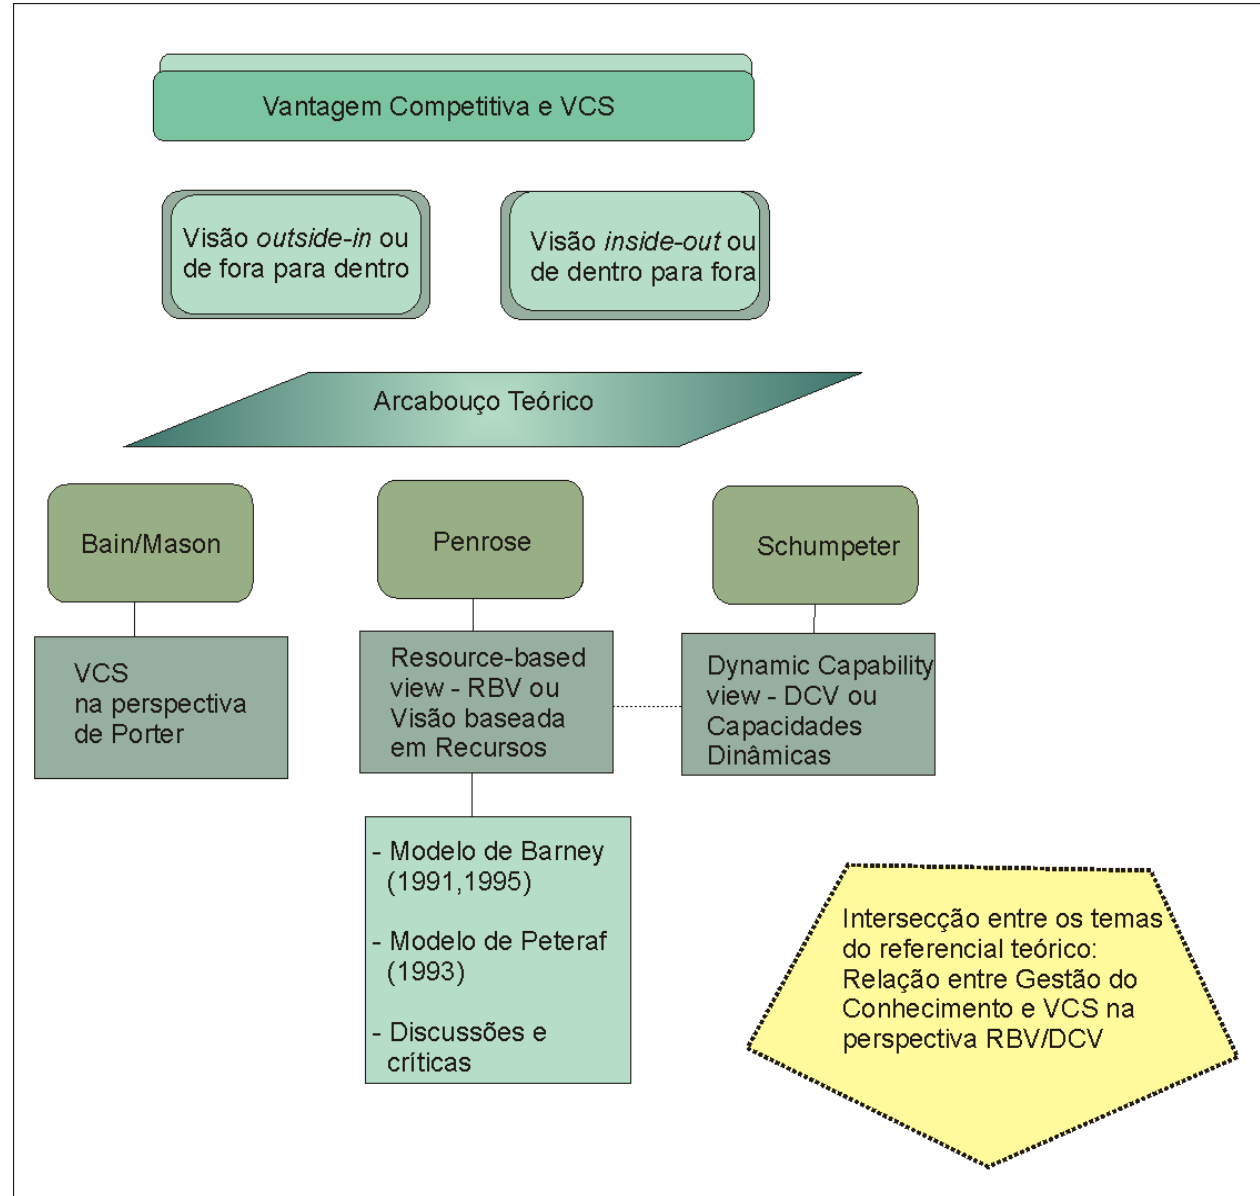 Vantagem Competitiva e VCS
Visão outside-in ou
de fora para dentro
Visão inside-out ou
de dentro para fora
Arcabouço Teórico
Bain/Mason
Penrose
Schumpeter
VCS
na perspectiva
de Porter
Resource-based
view - RBV ou
Visão baseada
em Recursos
Dynamic Capability
view - DCV ou
Capacidades
Dinâmicas
- Modelo de Barney
(1991,1995)
- Modelo de Peteraf
(1993)
- Discussões e
críticas
Intersecção entre os temas
do referencial teórico:
Relação entre Gestão do
Conhecimento e VCS na
perspectiva RBV/DCV